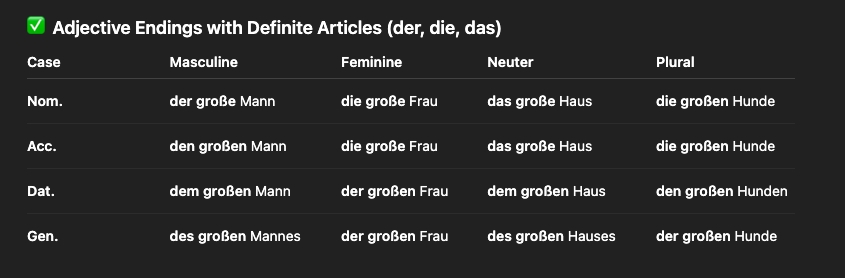 ✅ Adjective Endings with Definite Articles (der, die, das)
Case Masculine Feminine Neuter Plural
Nom. der große Mann die große Frau das große Haus die großen Hunde
Acc. den großen Mann die große Frau das große Haus die großen Hunde
Dat. dem großen Mann der großen Frau dem großen Haus den großen Hunden
Gen. des großen Mannes der großen Frau des großen Hauses der großen Hunde